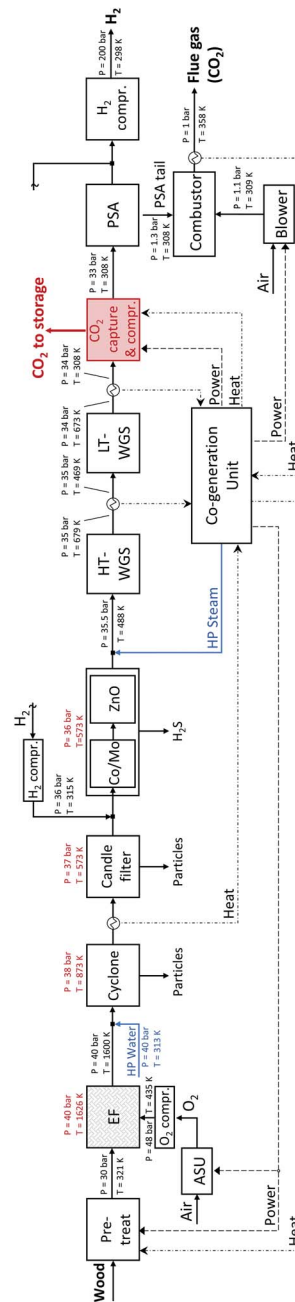 Wood
Pre-
treat
P = 30 bar
T = 321 K
Air
ASU
O₂
O₂ compr.
P = 48 bar
T = 435 K
P = 40 bar
T = 1626 K
EF
P = 40 bar
T = 1600 K
HP Water
P = 40 bar
T = 313 K
P = 38 bar
T = 873 K
Cyclone
Particles
P = 37 bar
T = 573 K
Candle
filter
Particles
H₂
H₂ compr.
P = 36 bar
T = 315 K
P = 36 bar
T=573 K
Co/Mo
ZnO
H₂S
P = 35.5 bar
T = 488 K
HP Steam
HT-
WGS
P = 35 bar
T = 679 K
P = 35 bar
T = 469 K
LT-
WGS
P = 34 bar
T = 673 K
P = 34 bar
T = 308 K
CO₂ to storage
CO₂
capture
& compr.
P = 33 bar
T = 308 K
PSA
H₂
compr.
P = 200 bar
T = 298 K
H₂
PSA tail
P = 1.3 bar
T = 308 K
Combustor
P = 1 bar
T = 358 K
Flue gas
(CO₂)
P = 1.1 bar
T = 309 K
Air
Blower
Co-generation
Unit
Power
Heat
Power
Heat
Heat
Power
Heat